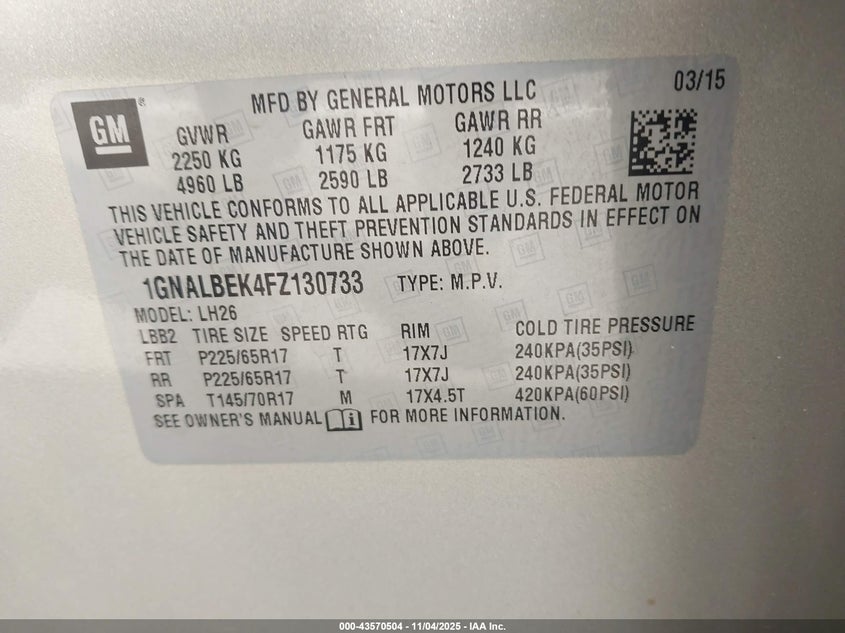 MFD BY GENERAL MOTORS LLC 03/15
GM®
GVWR GAWR FRT GAWR RR
2250 KG 1175 KG 1240 KG
4960 LB 2590 LB 2733 LB
THIS VEHICLE CONFORMS TO ALL APPLICABLE U.S. FEDERAL MOTOR
VEHICLE SAFETY AND THEFT PREVENTION STANDARDS IN EFFECT ON
THE DATE OF MANUFACTURE SHOWN ABOVE.
1GNALBEK4FZ130733 TYPE: M.P.V.
MODEL: LH26
LBB2 TIRE SIZE SPEED RTG RIM COLD TIRE PRESSURE
FRT P225/65R17 T 17X7J 240KPA(35PSI)
RR P225/65R17 T 17X7J 240KPA(35PSI)
SPA T145/70R17 M 17X4.5T 420KPA(60PSI)
SEE OWNER'S MANUAL FOR MORE INFORMATION.
000-43570504 - 11/04/2025 - IAA Inc.